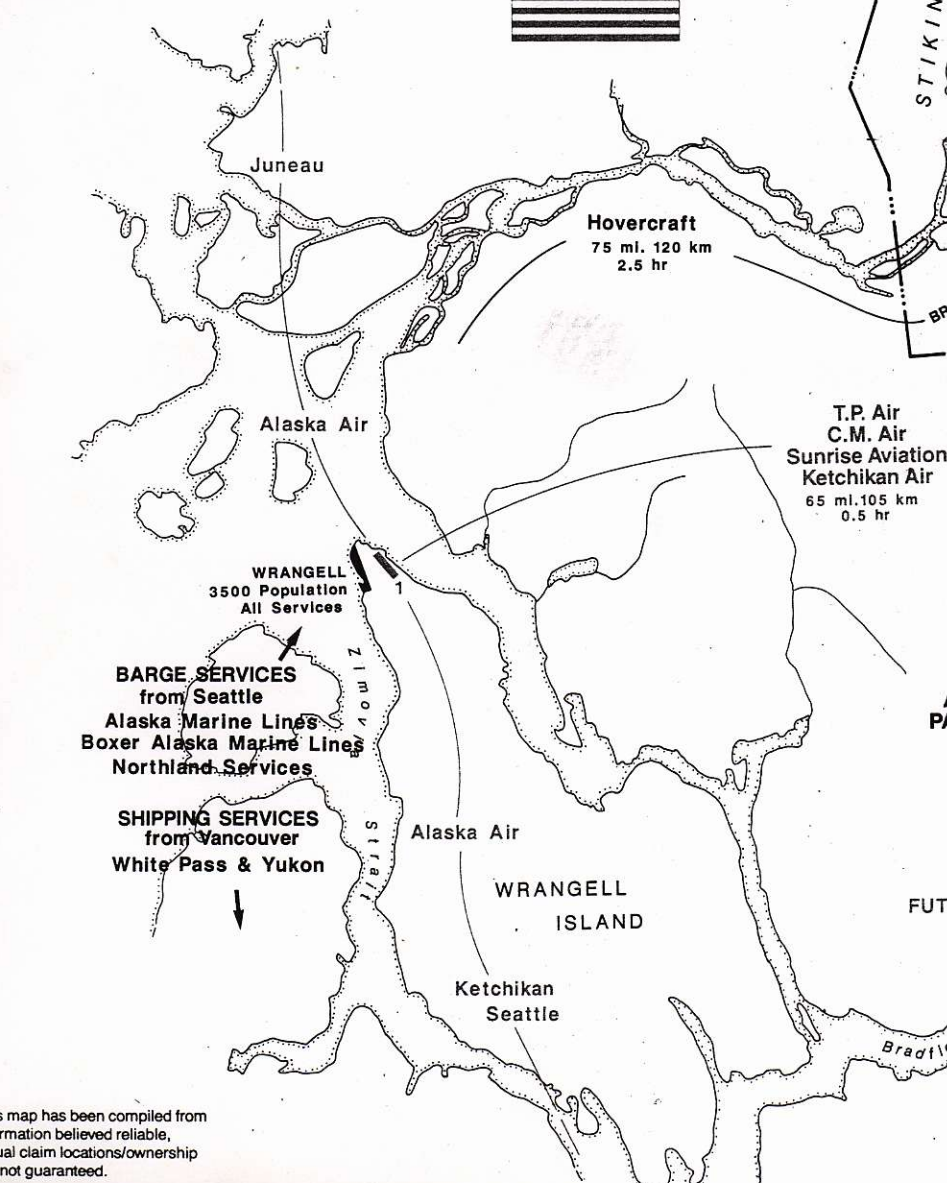 STIKIN
Juneau
Hovercraft
75 mi. 120 km
2.5 hr
BR
Alaska Air
T.P. Air
C.M. Air
Sunrise Aviation
Ketchikan Air
65 mi.105 km
0.5 hr
WRANGELL
3500 Population
All Services
1
Zimovia
Strait
BARGE SERVICES
from Seattle
Alaska Marine Lines
Boxer Alaska Marine Lines
Northland Services
PA
SHIPPING SERVICES
from Vancouver
White Pass & Yukon
Alaska Air
WRANGELL
ISLAND
FUT
Ketchikan
Seattle
Bradfie
s map has been compiled from
rmation believed reliable,
ual claim locations/ownership
not guaranteed.